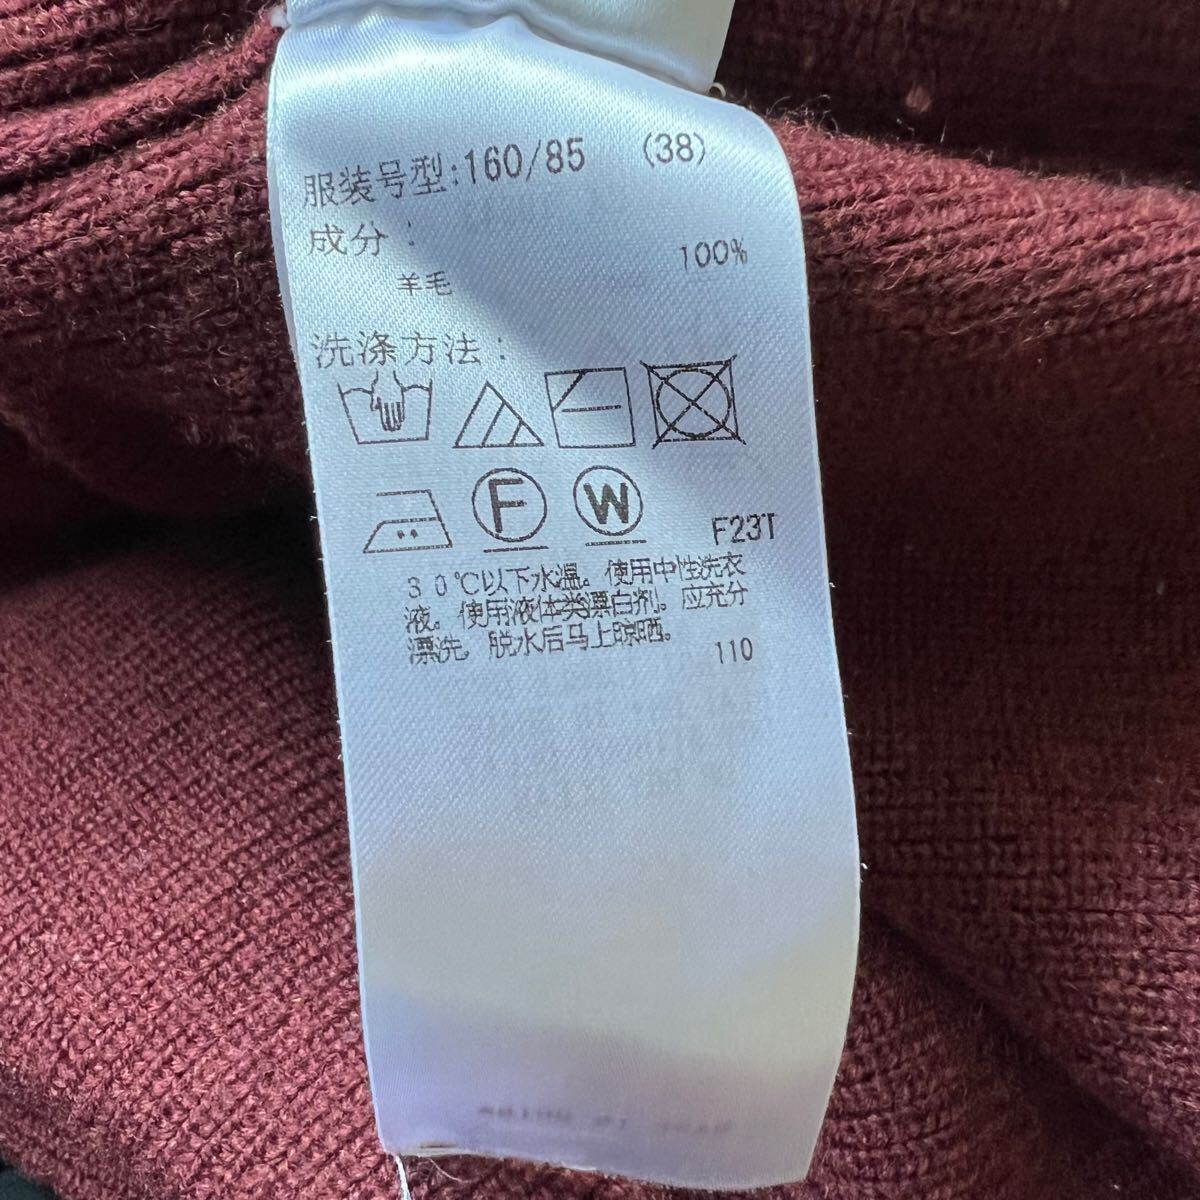 服装号型:160/85 (38)
成分:
100%
羊毛
洗涤方法:
F W F23T
30℃以下水温。使用中性洗衣
液。使用液体类漂白剂。应充分
漂洗。脱水后马上晾晒。
110